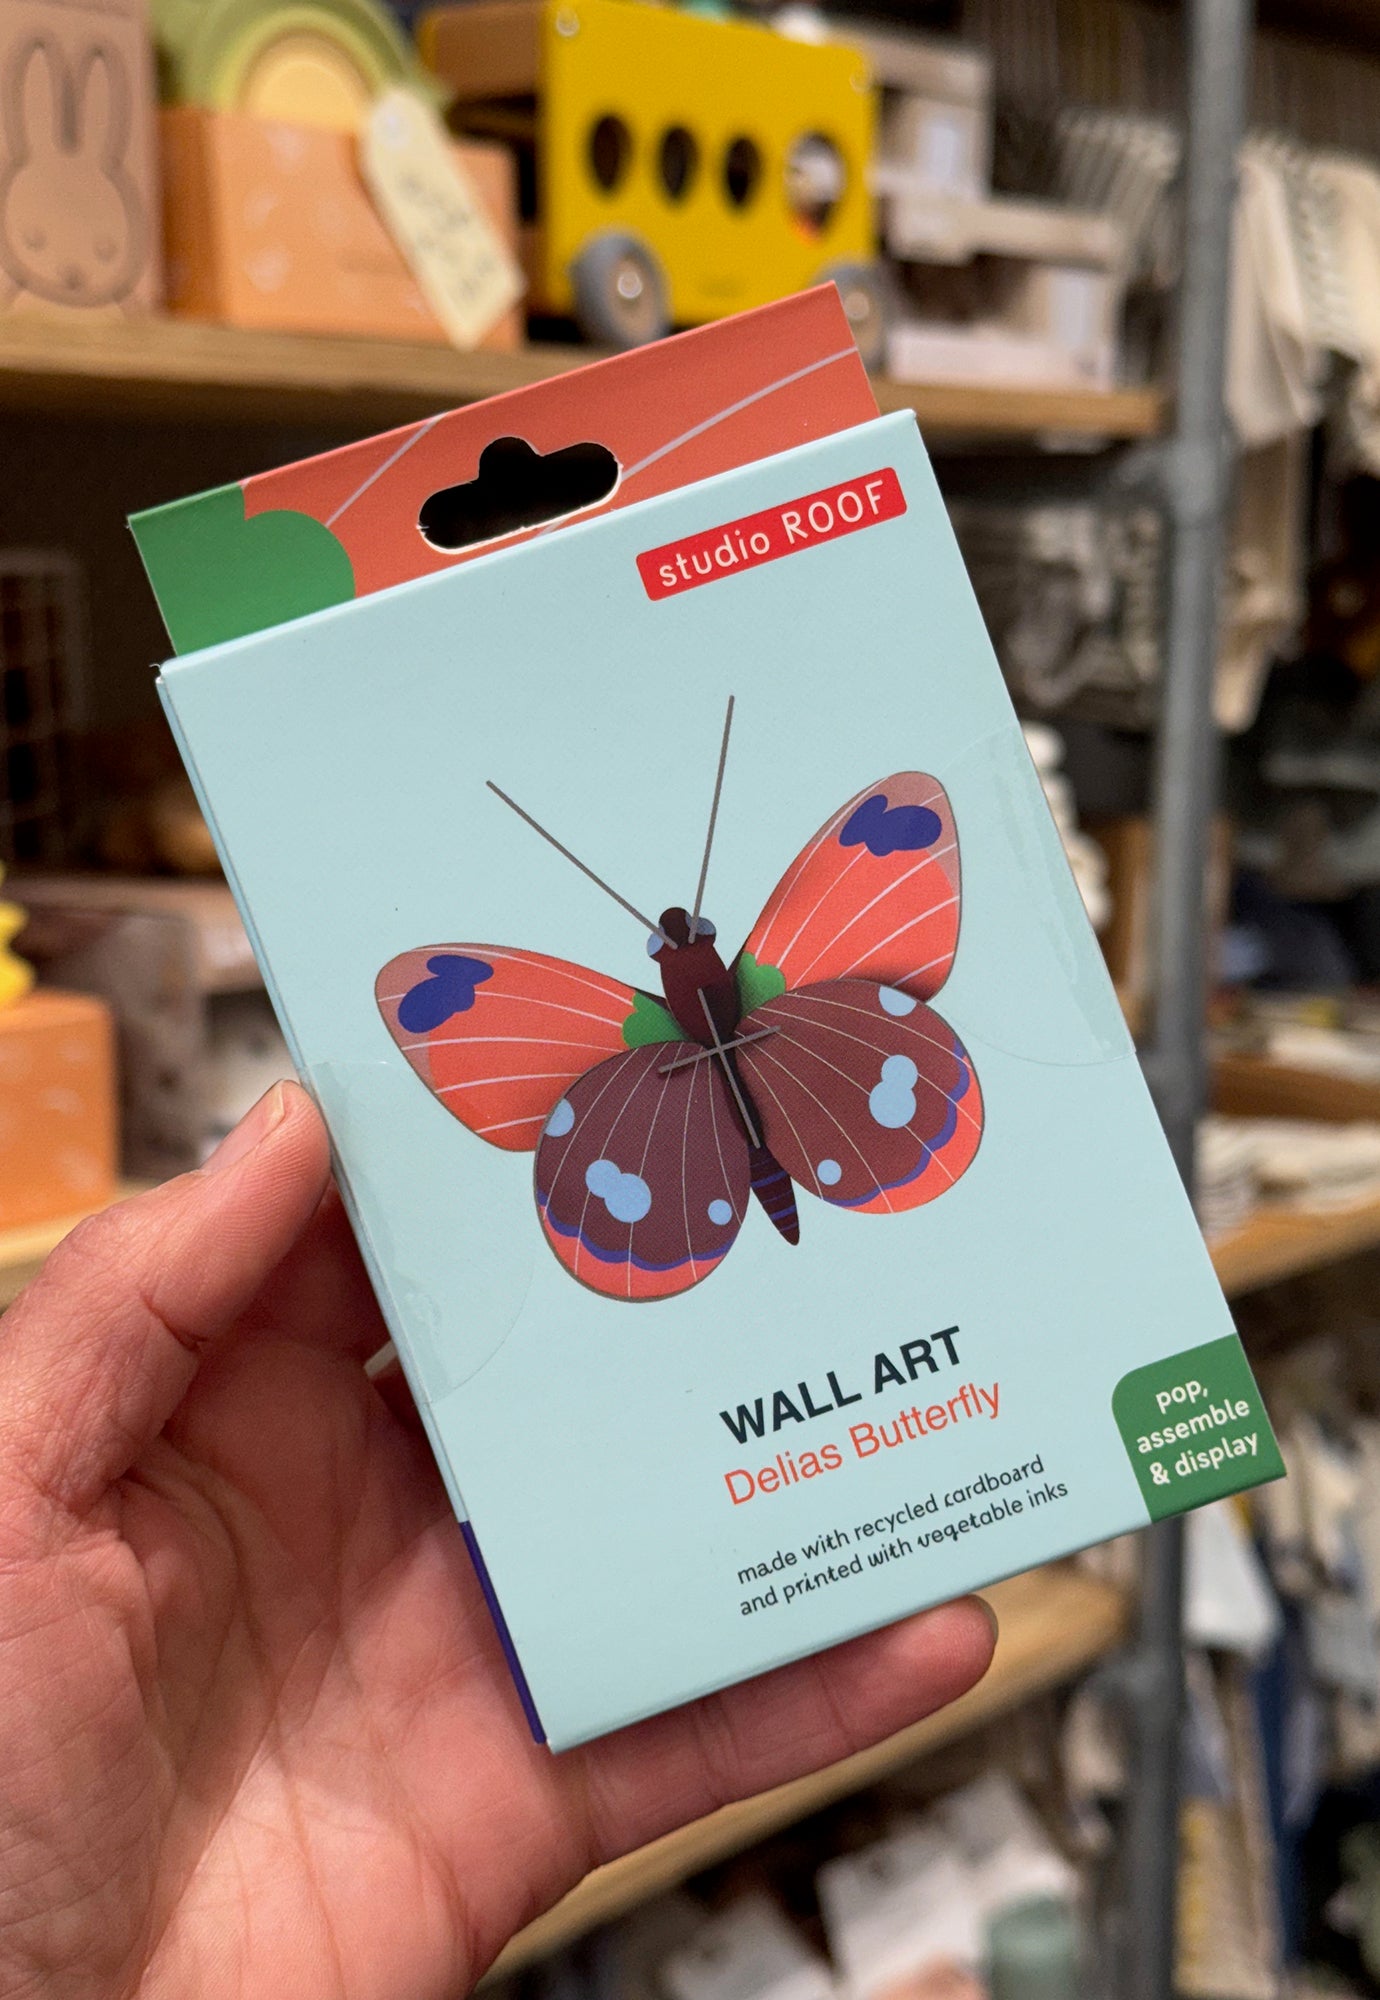 studio ROOF
WALL ART
Delias Butterfly
made with recycled cardboard
and printed with vegetable inks
pop,
assemble
& display